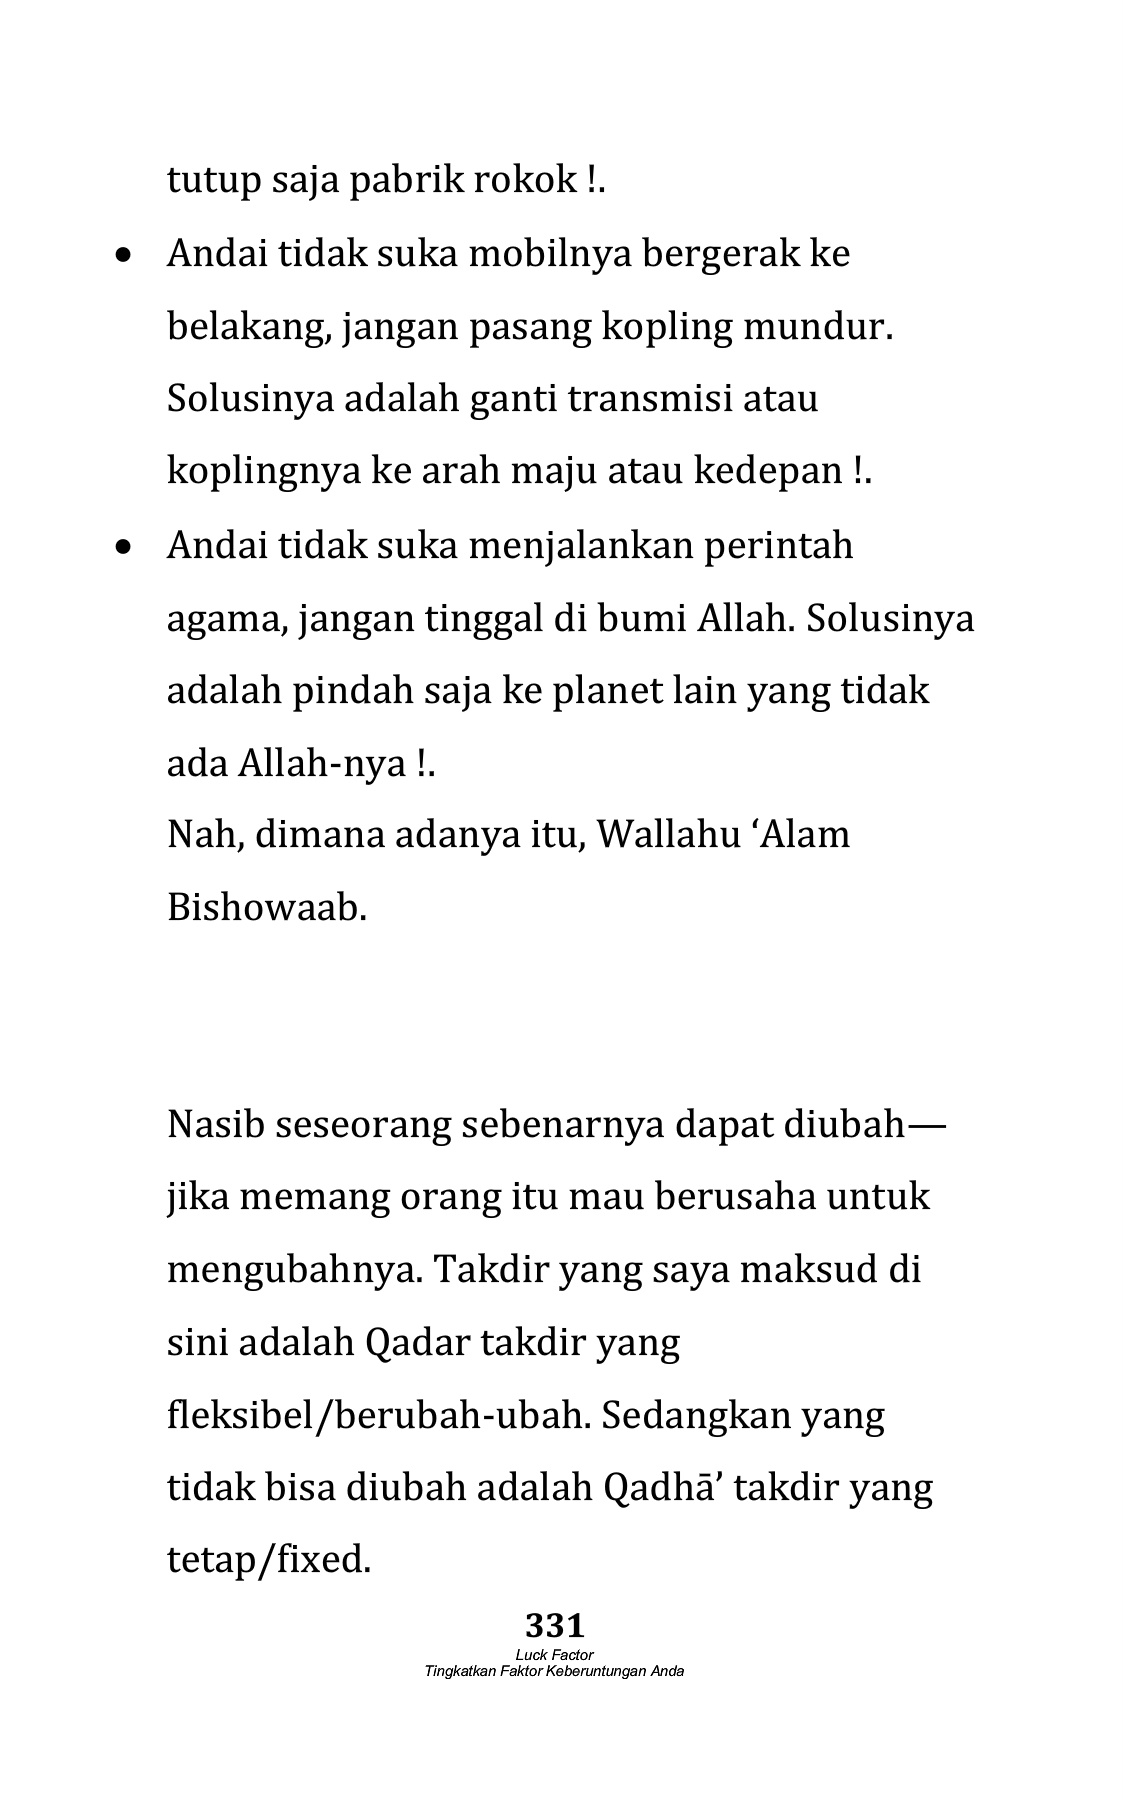 tutup saja pabrik rokok !.
• Andai tidak suka mobilnya bergerak ke
belakang, jangan pasang kopling mundur.
Solusinya adalah ganti transmisi atau
koplingnya ke arah maju atau kedepan !.
• Andai tidak suka menjalankan perintah
agama, jangan tinggal di bumi Allah. Solusinya
adalah pindah saja ke planet lain yang tidak
ada Allah-nya !.
Nah, dimana adanya itu, Wallahu ‘Alam
Bishowaab.
Nasib seseorang sebenarnya dapat diubah—
jika memang orang itu mau berusaha untuk
mengubahnya. Takdir yang saya maksud di
sini adalah Qadar takdir yang
fleksibel/berubah-ubah. Sedangkan yang
tidak bisa diubah adalah Qadhā’ takdir yang
tetap/fixed.
331
Luck Factor
Tingkatkan Faktor Keberuntungan Anda